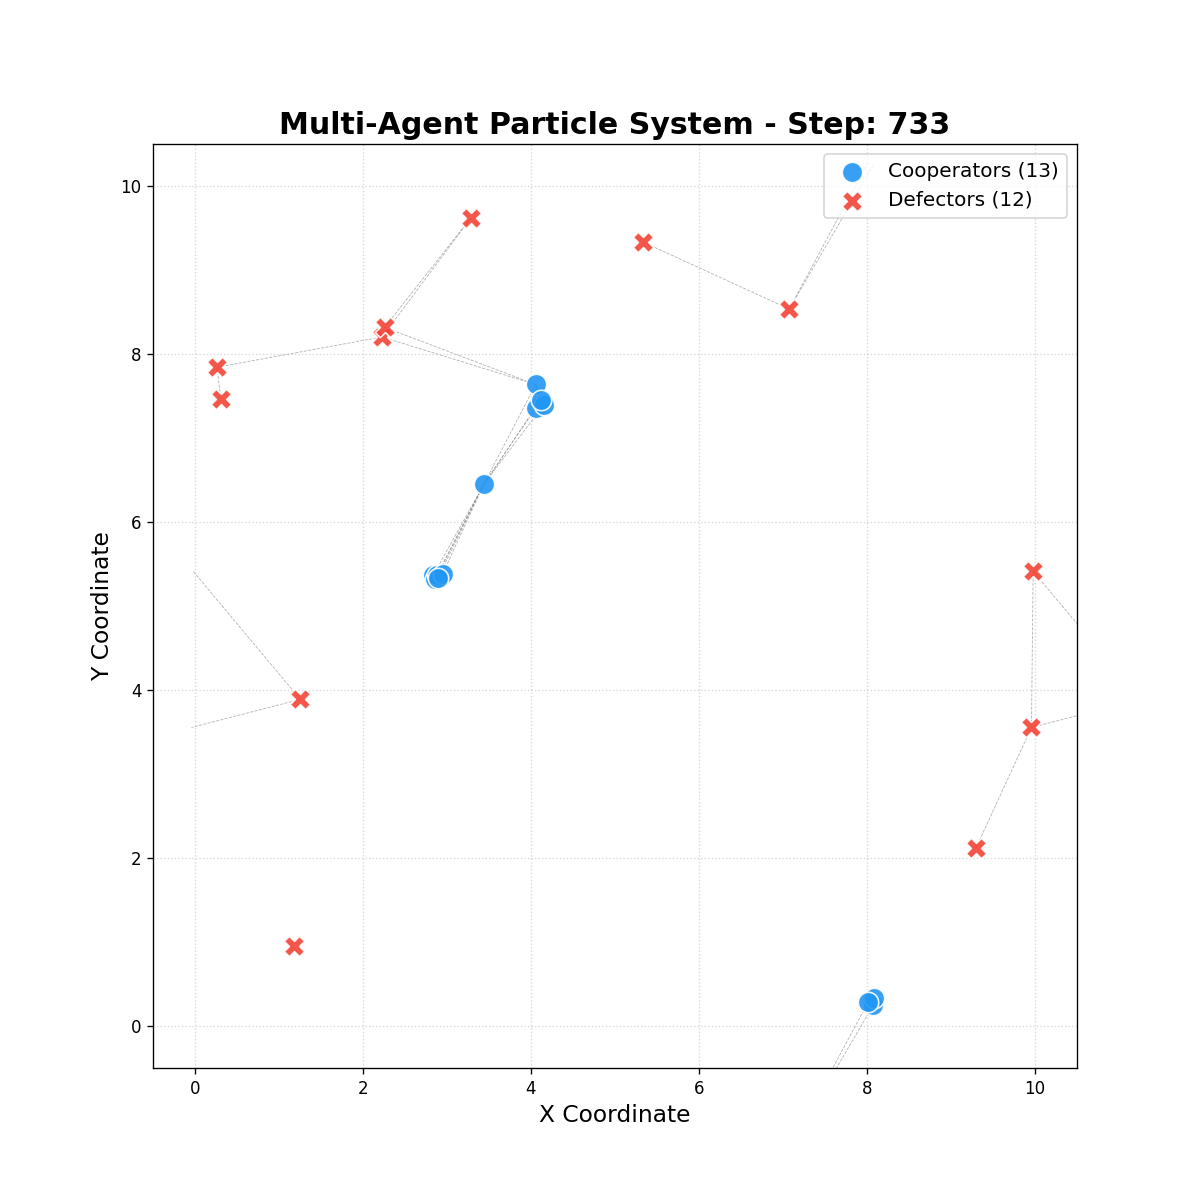 Multi-Agent Particle System - Step: 733
Cooperators (13)
Defectors (12)
Y Coordinate
10
8
6
4
2
0
0 2 4 6 8 10
X Coordinate